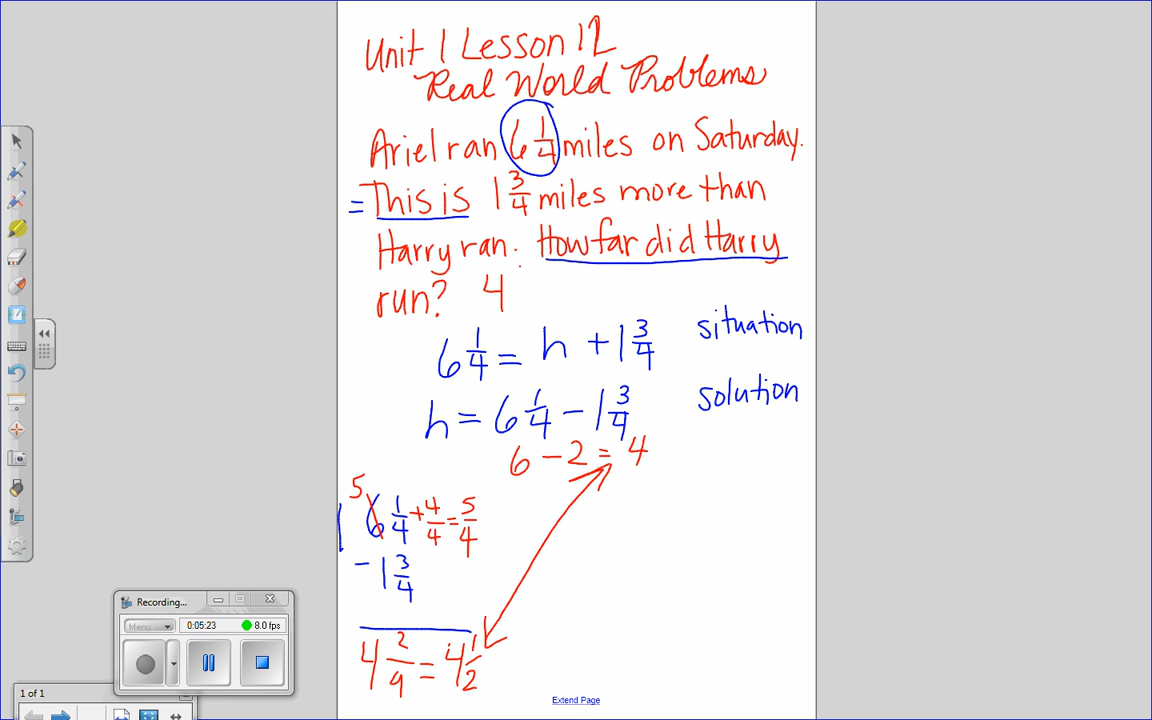 Unit 1 Lesson 12
Real World Problems
Ariel ran 6 1/4 miles on Saturday.
= This is 1 3/4 miles more than
Harry ran. How far did Harry
run? 4
6 1/4 = h + 1 3/4 situation
h = 6 1/4 - 1 3/4 solution
6 - 2 = 4
5
6 1/4 + 4/4 = 5/4
- 1 3/4
4 2/4 = 4 1/2
Recording...
Menu
0:05:23 8.0 fps
1 of 1
Extend Page